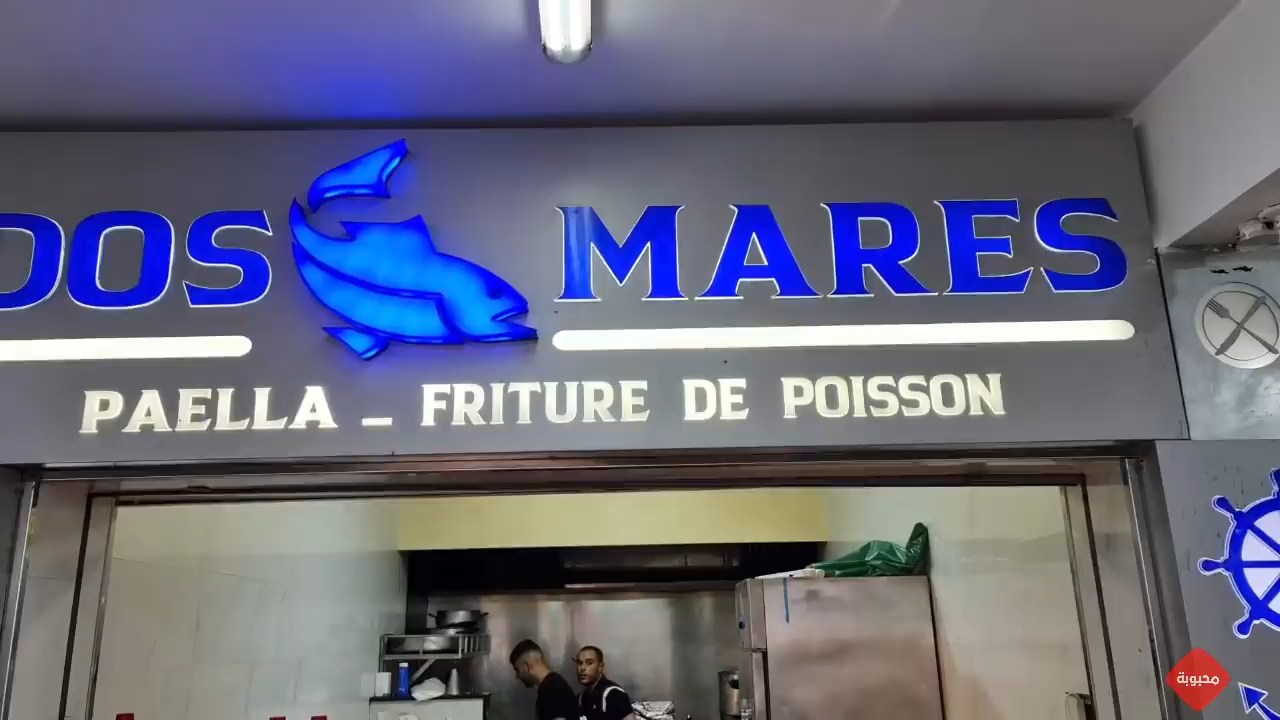 DOS MARES
PAELLA _ FRITURE DE POISSON
محبوبة